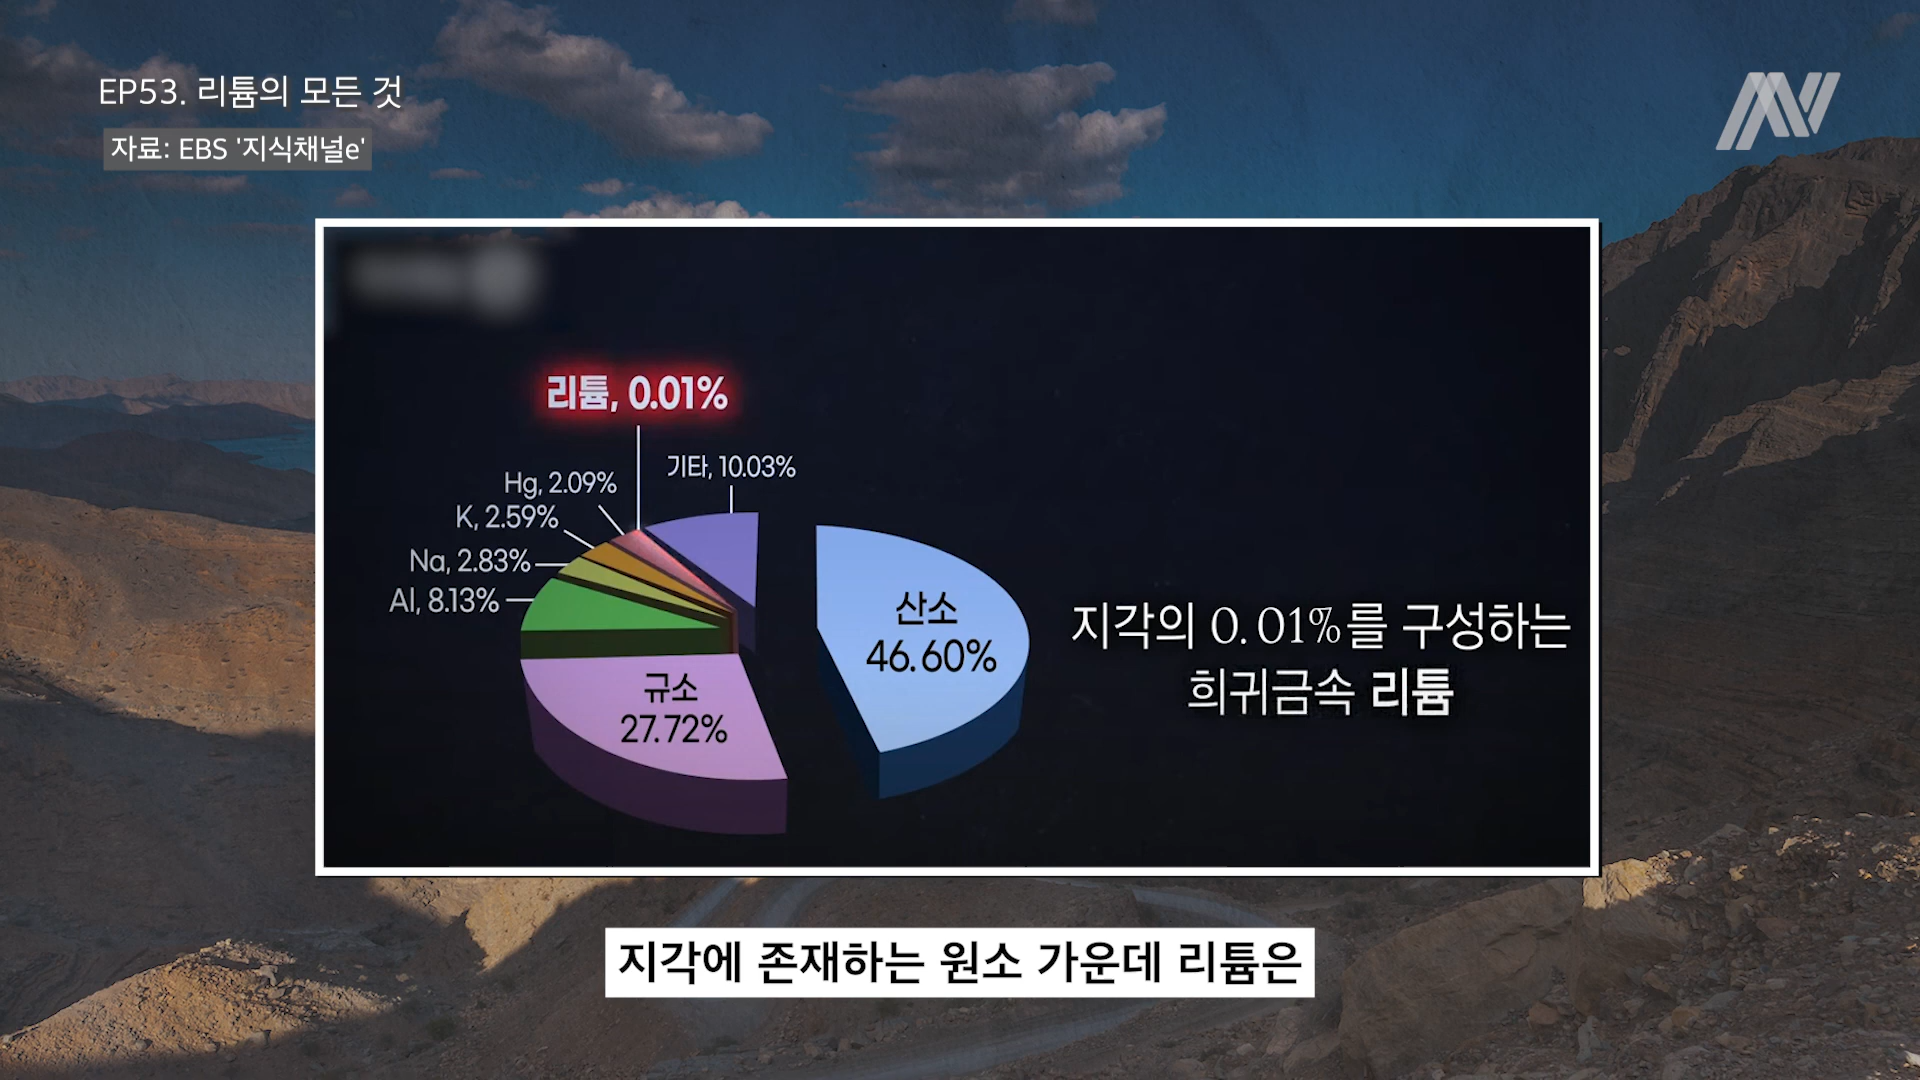 EP53. 리튬의 모든 것
자료: EBS '지식채널e'
리튬, 0.01%
Hg, 2.09%
기타, 10.03%
K, 2.59%
Na, 2.83%
Al, 8.13%
산소
46.60%
규소
27.72%
지각의 0.01%를 구성하는
희귀금속 리튬
지각에 존재하는 원소 가운데 리튬은